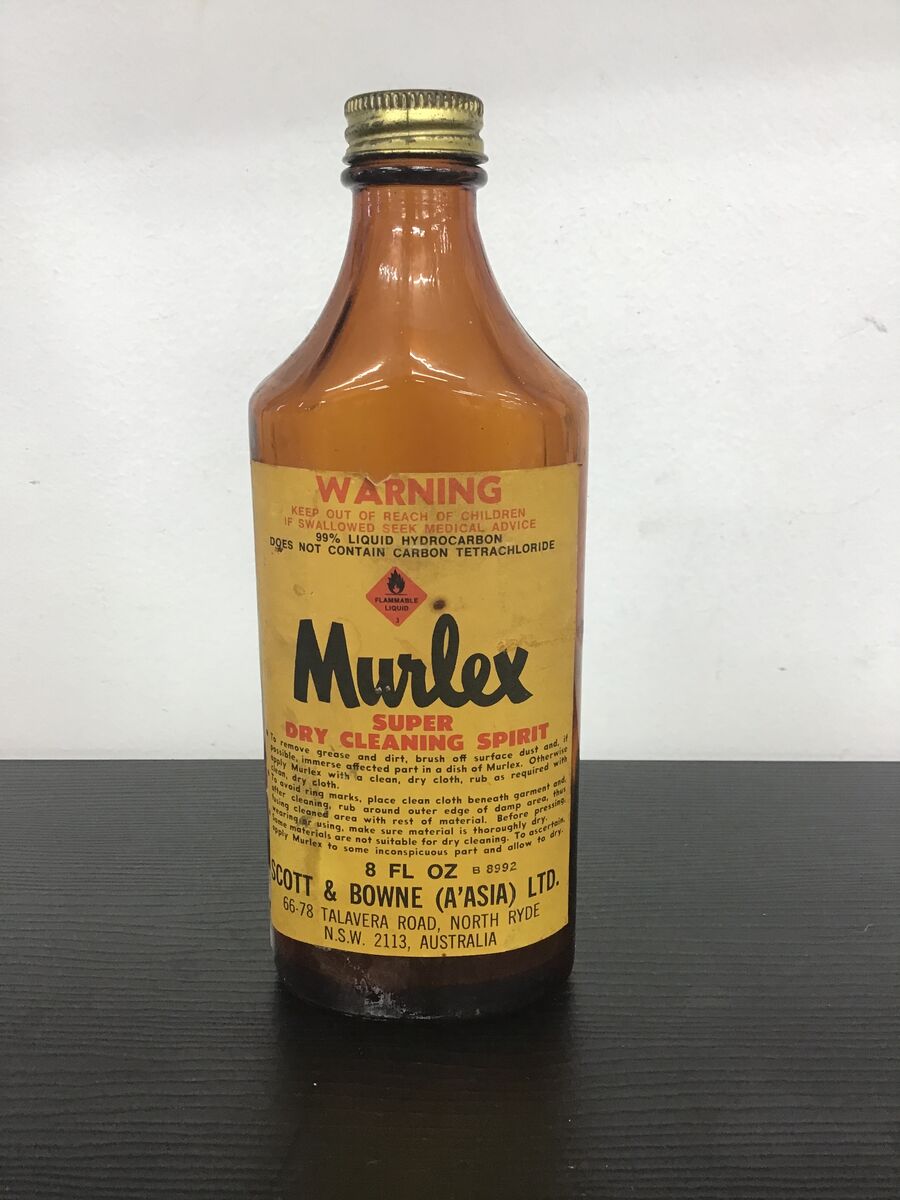 WARNING
KEEP OUT OF REACH OF CHILDREN
IF SWALLOWED SEEK MEDICAL ADVICE
99% LIQUID HYDROCARBON
DOES NOT CONTAIN CARBON TETRACHLORIDE
FLAMMABLE
LIQUID
3
Murlex
SUPER
DRY CLEANING SPIRIT
To remove grease and dirt, brush off surface dust and, if
possible, immerse affected part in a dish of Murlex. Otherwise
apply Murlex with a clean, dry cloth, rub as required with
clean, dry cloth.
To avoid ring marks, place clean cloth beneath garment and,
after cleaning, rub around outer edge of damp area, thus
fusing cleaned area with rest of material. Before pressing,
wearing or using, make sure material is thoroughly dry.
Some materials are not suitable for dry cleaning. To ascertain,
apply Murlex to some inconspicuous part and allow to dry.
8 FL OZ B 8992
SCOTT & BOWNE (A'ASIA) LTD.
66-78 TALAVERA ROAD, NORTH RYDE
N.S.W. 2113, AUSTRALIA